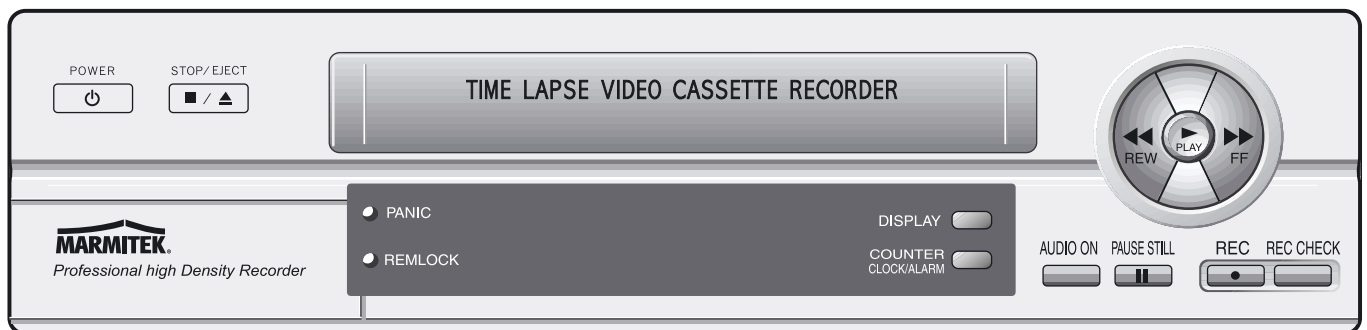 POWER
STOP/EJECT
TIME LAPSE VIDEO CASSETTE RECORDER
REW
PLAY
FF
MARMITEK.
Professional high Density Recorder
PANIC
REMLOCK
DISPLAY
COUNTER
CLOCK/ALARM
AUDIO ON
PAUSE STILL
REC
REC CHECK